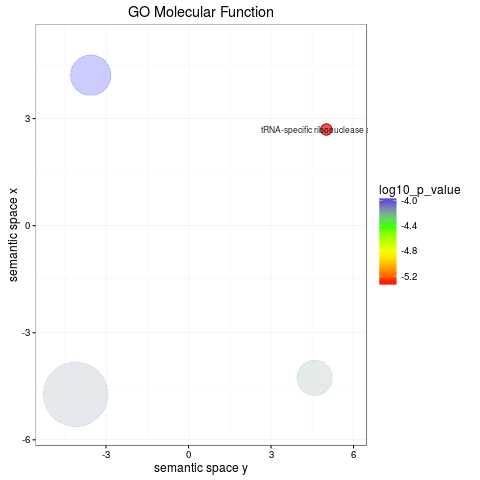 GO Molecular Function
tRNA-specific ribonuclease
semantic space x
3
0
-3
-6
-3
0
3
6
semantic space y
log10_p_value
-4.0
-4.4
-4.8
-5.2